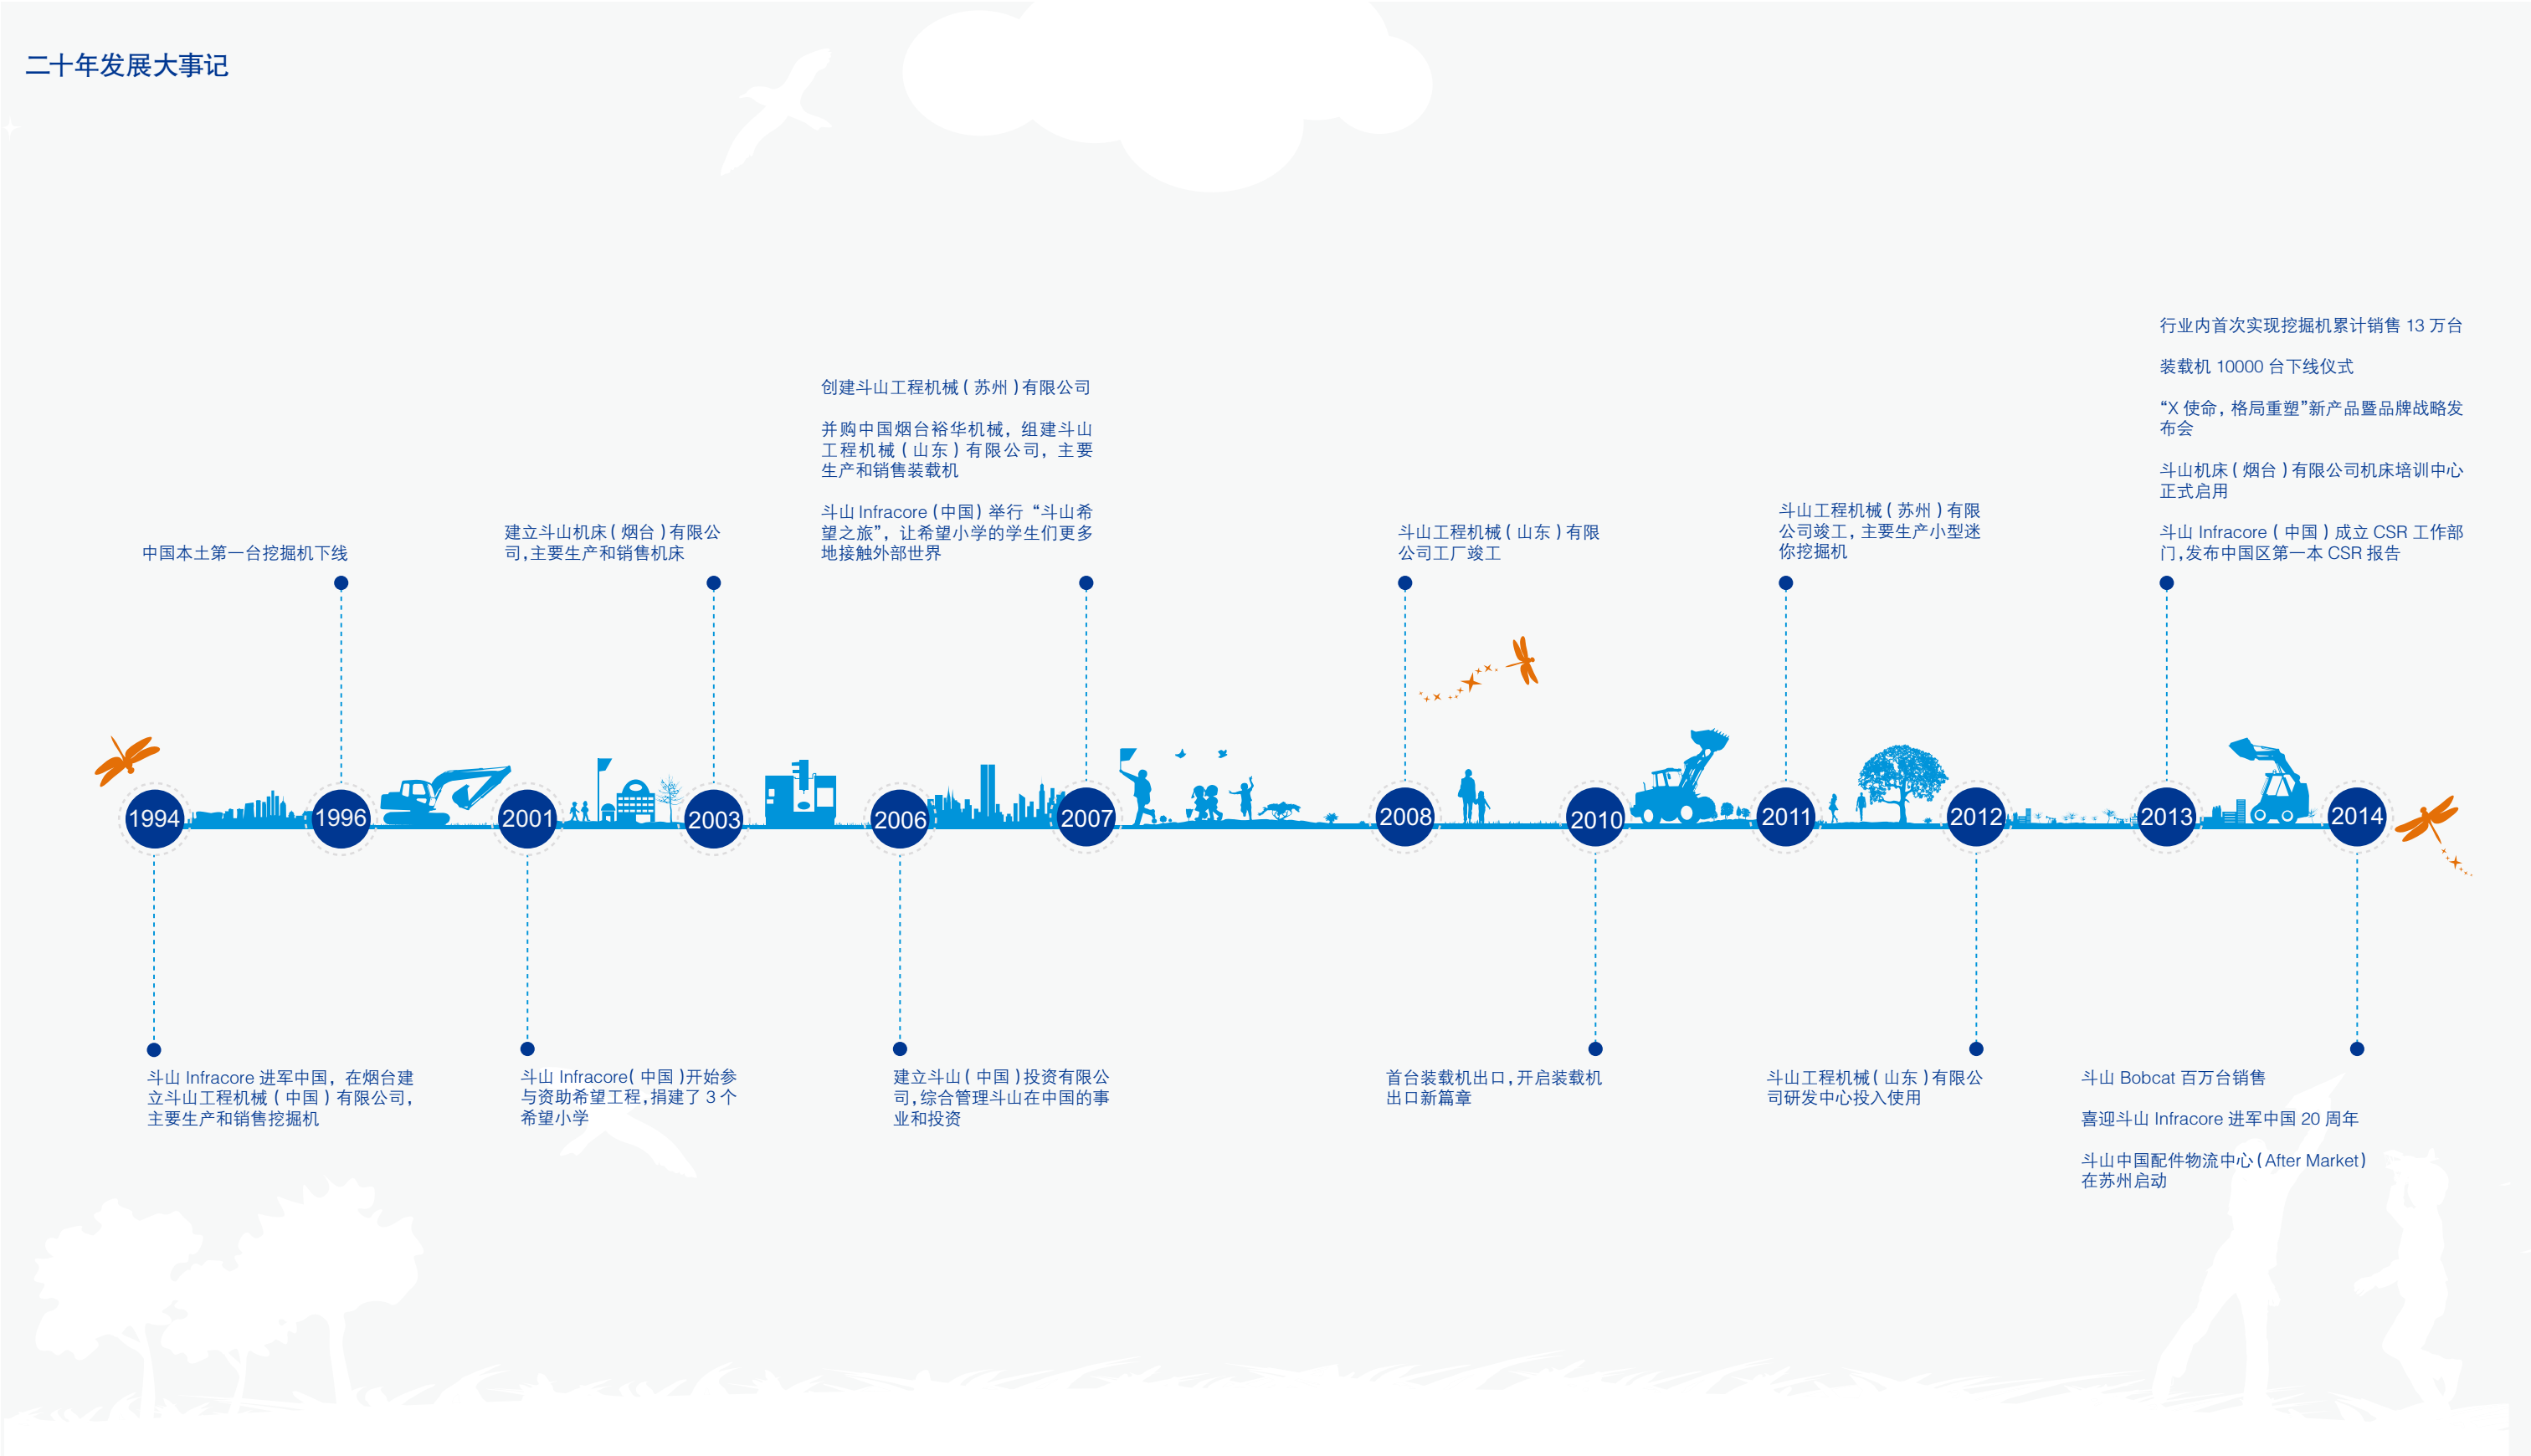 二十年发展大事记
行业内首次实现挖掘机累计销售 13 万台
装载机 10000 台下线仪式
“X 使命，格局重塑”新产品暨品牌战略发
布会
斗山机床(烟台)有限公司机床培训中心
正式启用
斗山 Infracore（中国）成立 CSR 工作部
门,发布中国区第一本 CSR 报告
创建斗山工程机械(苏州)有限公司
并购中国烟台裕华机械，组建斗山
工程机械(山东)有限公司，主要
生产和销售装载机
斗山 Infracore (中国) 举行“斗山希
望之旅”，让希望小学的学生们更多
地接触外部世界
中国本土第一台挖掘机下线
建立斗山机床(烟台)有限公
司,主要生产和销售机床
斗山工程机械(山东)有限
公司工厂竣工
斗山工程机械(苏州)有限
公司竣工，主要生产小型迷
你挖掘机
1994
1996
2001
2003
2006
2007
2008
2010
2011
2012
2013
2014
斗山 Infracore 进军中国，在烟台建
立斗山工程机械(中国)有限公司，
主要生产和销售挖掘机
斗山 Infracore(中国)开始参
与资助希望工程,捐建了 3 个
希望小学
建立斗山(中国)投资有限公
司,综合管理斗山在中国的事
业和投资
首台装载机出口,开启装载机
出口新篇章
斗山工程机械(山东)有限公
司研发中心投入使用
斗山 Bobcat 百万台销售
喜迎斗山 Infracore 进军中国 20 周年
斗山中国配件物流中心(After Market)
在苏州启动